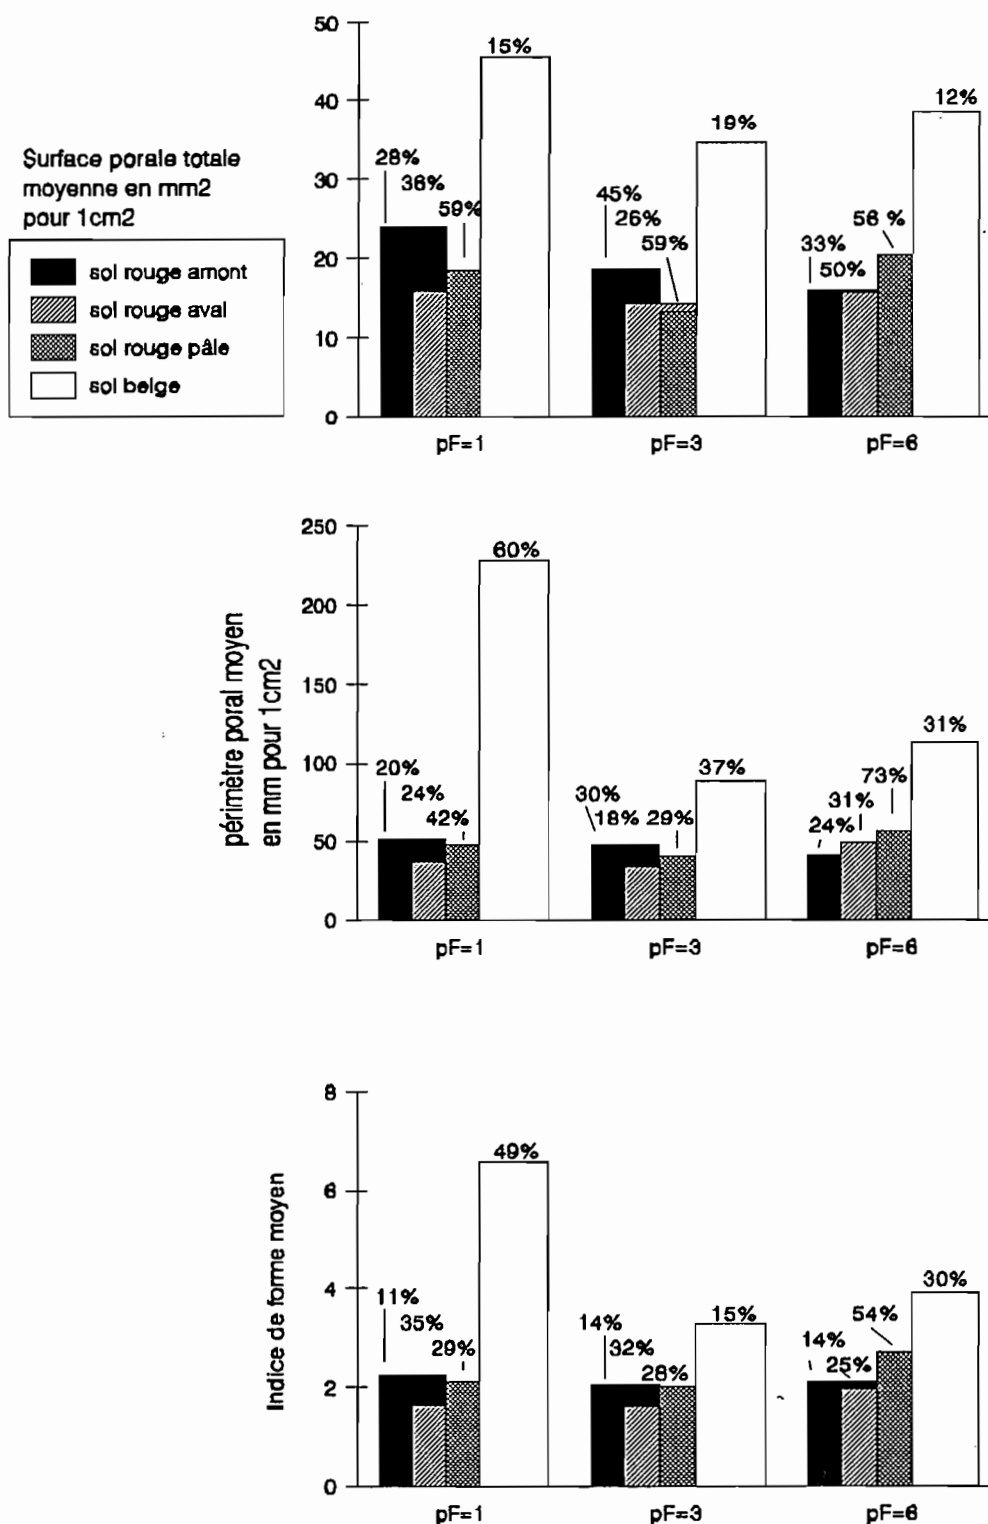 Surface porale totale
moyenne en mm2
pour 1cm2
sol rouge amont
sol rouge aval
sol rouge pâle
sol belge
50
40
30
20
10
0
28%
36%
59%
15%
45%
26%
59%
19%
33%
50%
56 %
12%
pF=1
pF=3
pF=6
périmètre poral moyen
en mm pour 1cm2
250
200
150
100
50
0
20%
24%
42%
60%
30%
18%
29%
37%
24%
31%
73%
31%
pF=1
pF=3
pF=6
Indice de forme moyen
8
6
4
2
0
11%
35%
29%
49%
14%
32%
28%
15%
14%
25%
54%
30%
pF=1
pF=3
pF=6